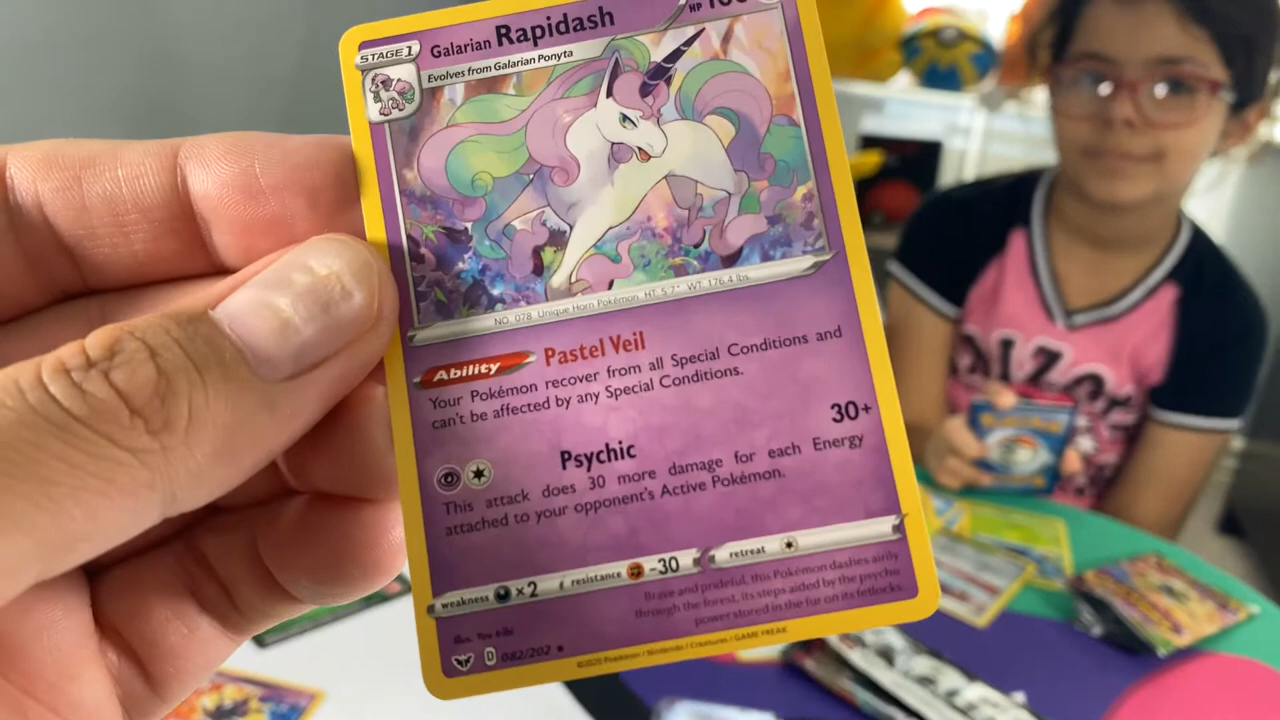 STAGE 1
Galarian Rapidash
HP
Evolves from Galarian Ponyta
NO. 078 Unique Horn Pokémon HT: 5'7" WT: 176.4 lbs.
Ability Pastel Veil
Your Pokémon recover from all Special Conditions and
can't be affected by any Special Conditions.
Psychic 30+
This attack does 30 more damage for each Energy
attached to your opponent's Active Pokémon.
weakness ×2 resistance -30 retreat
Brave and prideful, this Pokémon dashes airily
through the forest, its steps aided by the psychic
power stored in the fur on its fetlocks.
D 082/202 ★
©2020 Pokémon / Nintendo / Creatures / GAME FREAK